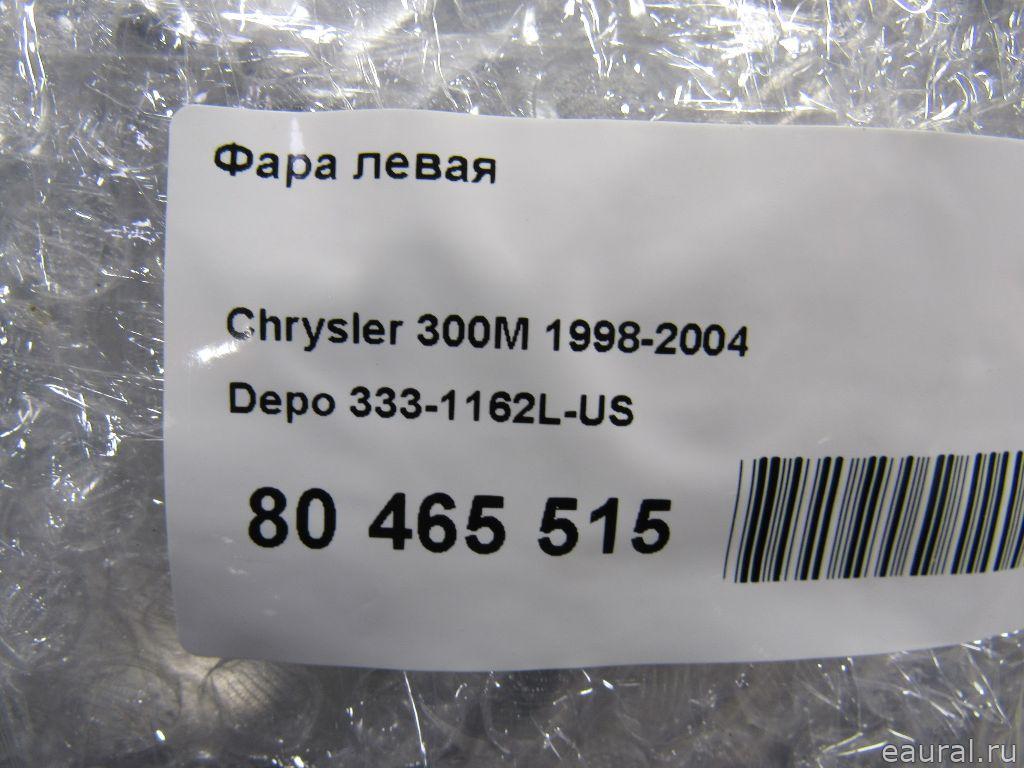 Фара левая
Chrysler 300M 1998-2004
Depo 333-1162L-US
80 465 515
eaural.ru